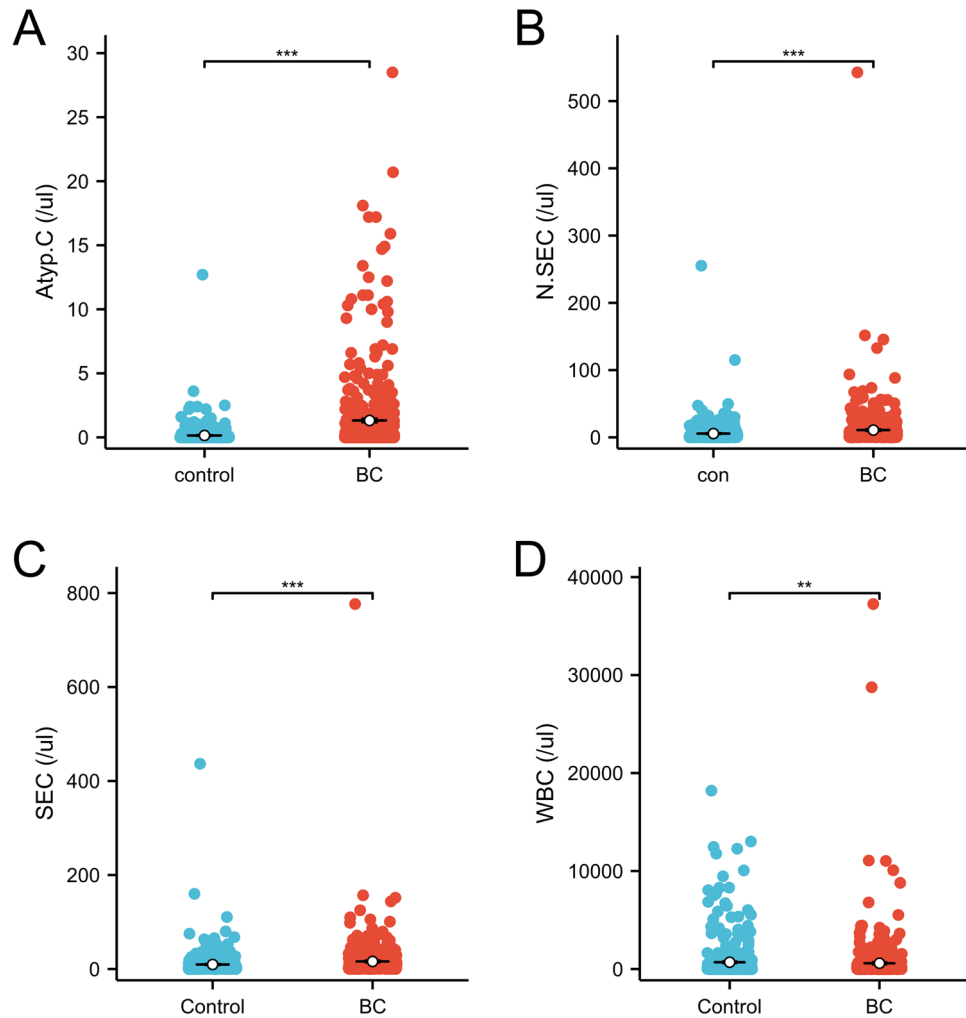 A
Atyp.C (/ul)
30
25
20
15
10
5
0
***
control
BC
B
N.SEC (/ul)
500
400
300
200
100
0
***
con
BC
C
SEC (/ul)
800
600
400
200
0
***
Control
BC
D
WBC (/ul)
40000
30000
20000
10000
0
**
Control
BC